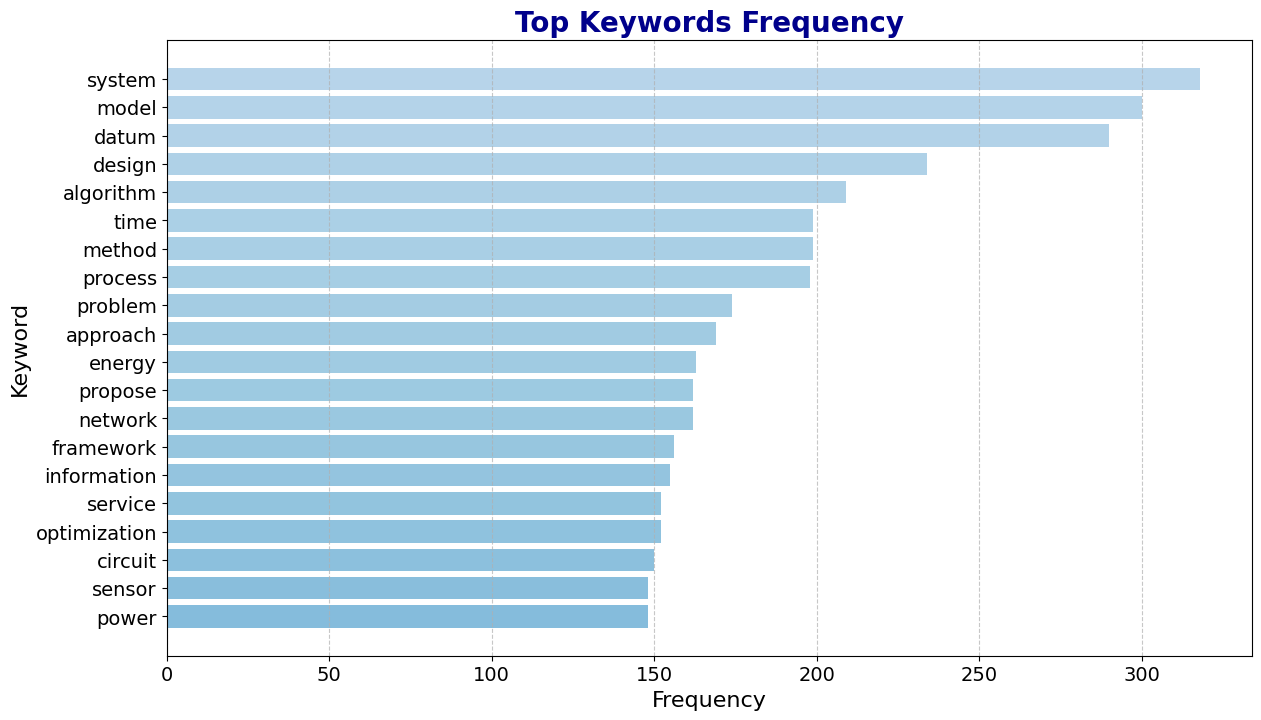 Top Keywords Frequency
Keyword
system
model
datum
design
algorithm
time
method
process
problem
approach
energy
propose
network
framework
information
service
optimization
circuit
sensor
power
0 50 100 150 200 250 300
Frequency